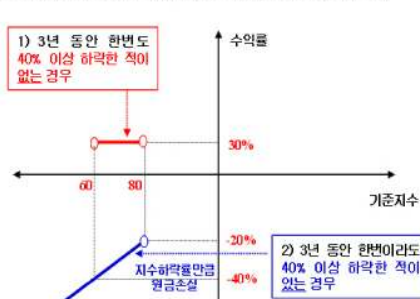 1) 3년 동안 한번도
40% 이상 하락한 적이
없는 경우
수익률
30%
60
80
기준지수
-20%
지수하락률만큼
원금손실
-40%
2) 3년 동안 한번이라도
40% 이상 하락한 적이
있는 경우